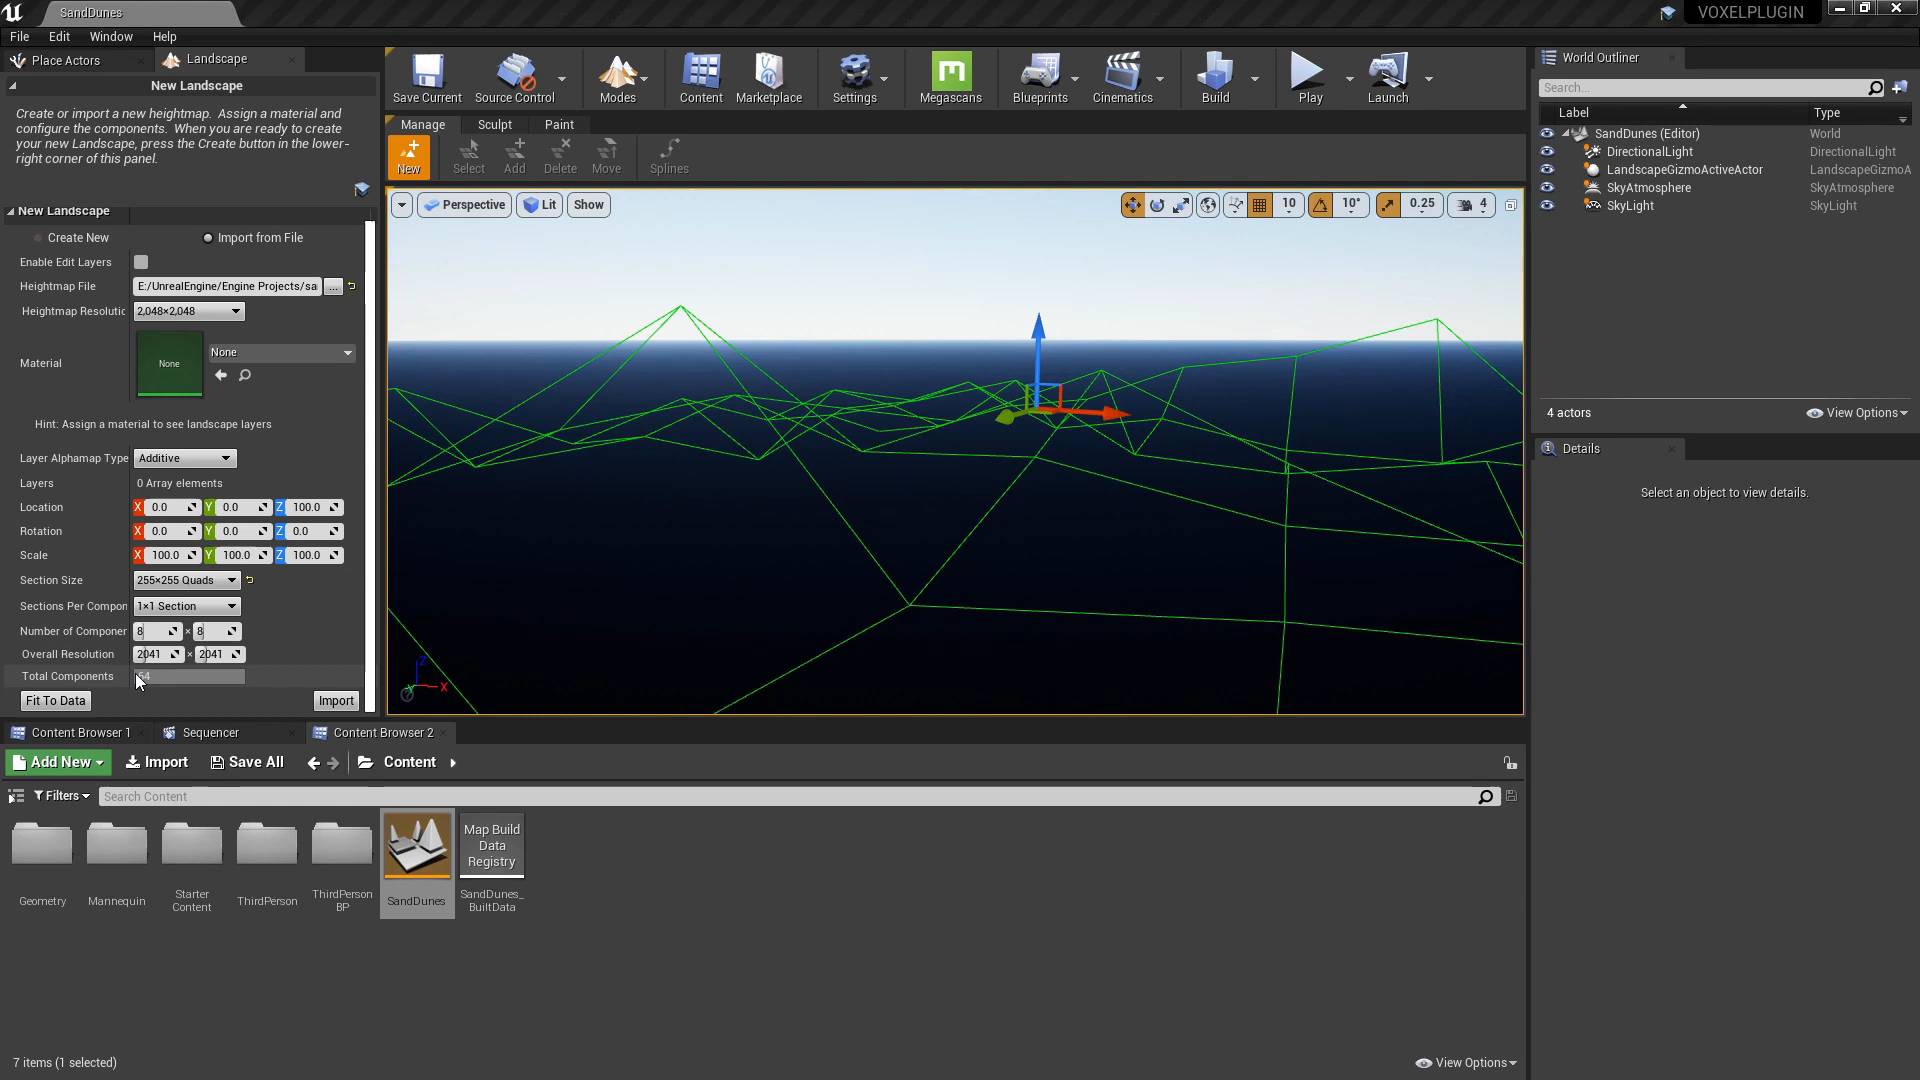 SandDunes
VOXELPLUGIN
File Edit Window Help
Place Actors
Landscape
New Landscape
Create or import a new heightmap. Assign a material and
configure the components. When you are ready to create
your new Landscape, press the Create button in the lower-
right corner of this panel.
New Landscape
Create New
Import from File
Enable Edit Layers
Heightmap File
E:/UnrealEngine/Engine Projects/sa
...
Heightmap Resolutic
2,048×2,048
Material
None
None
Hint: Assign a material to see landscape layers
Layer Alphamap Type
Additive
Layers
0 Array elements
Location
X 0.0 Y 0.0 Z 100.0
Rotation
X 0.0 Y 0.0 Z 0.0
Scale
X 100.0 Y 100.0 Z 100.0
Section Size
255×255 Quads
Sections Per Compon
1×1 Section
Number of Componer
8 × 8
Overall Resolution
2041 × 2041
Total Components
64
Fit To Data
Import
Save Current
Source Control
Modes
Content
Marketplace
Settings
Megascans
Blueprints
Cinematics
Build
Play
Launch
Manage
Sculpt
Paint
New
Select
Add
Delete
Move
Splines
Perspective
Lit
Show
10
10°
0.25
4
Z
X
World Outliner
Search...
Label
Type
SandDunes (Editor)
World
DirectionalLight
DirectionalLight
LandscapeGizmoActiveActor
LandscapeGizmoA
SkyAtmosphere
SkyAtmosphere
SkyLight
SkyLight
4 actors
View Options
Details
Select an object to view details.
Content Browser 1
Sequencer
Content Browser 2
Add New
Import
Save All
Content
Filters
Search Content
Geometry
Mannequin
Starter
Content
ThirdPerson
ThirdPerson
BP
SandDunes
Map Build
Data
Registry
SandDunes_
BuiltData
7 items (1 selected)
View Options